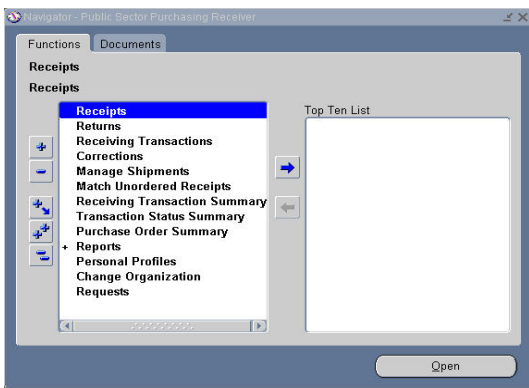 Navigator - Public Sector Purchasing Receiver
Functions
Documents
Receipts
Receipts
Receipts
Returns
Receiving Transactions
Corrections
Manage Shipments
Match Unordered Receipts
Receiving Transaction Summary
Transaction Status Summary
Purchase Order Summary
+ Reports
Personal Profiles
Change Organization
Requests
Top Ten List
Open